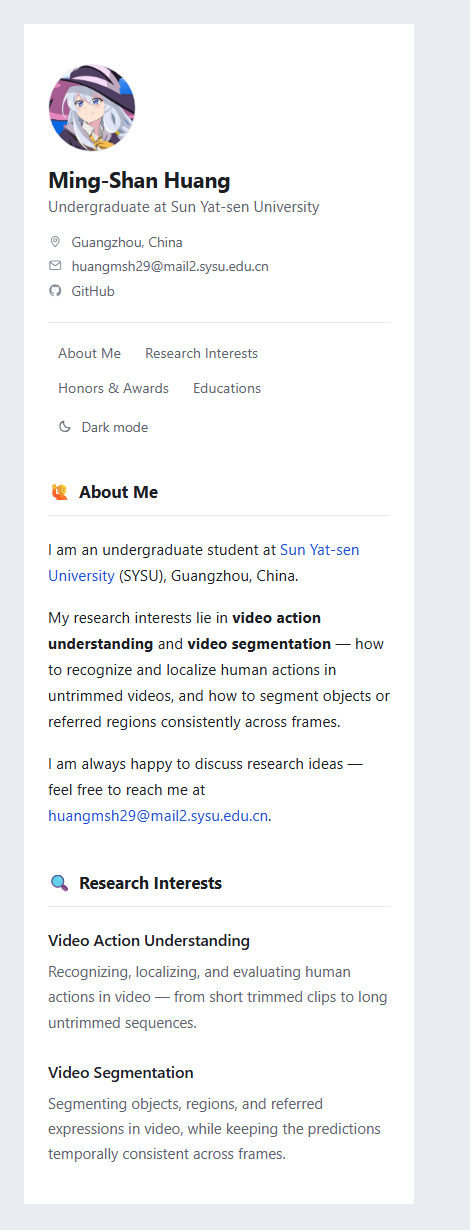 Ming-Shan Huang
Undergraduate at Sun Yat-sen University
Guangzhou, China
huangmsh29@mail2.sysu.edu.cn
GitHub
About Me Research Interests
Honors & Awards Educations
Dark mode
About Me
I am an undergraduate student at Sun Yat-sen
University (SYSU), Guangzhou, China.
My research interests lie in video action
understanding and video segmentation — how
to recognize and localize human actions in
untrimmed videos, and how to segment objects or
referred regions consistently across frames.
I am always happy to discuss research ideas —
feel free to reach me at
huangmsh29@mail2.sysu.edu.cn.
Research Interests
Video Action Understanding
Recognizing, localizing, and evaluating human
actions in video — from short trimmed clips to long
untrimmed sequences.
Video Segmentation
Segmenting objects, regions, and referred
expressions in video, while keeping the predictions
temporally consistent across frames.